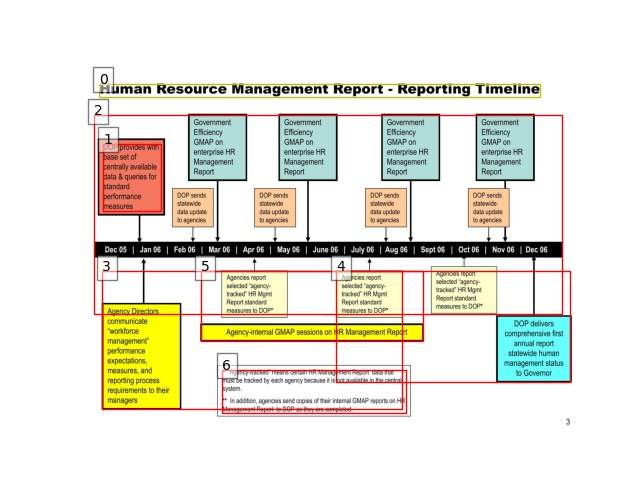 0
Human Resource Management Report - Reporting Timeline
2
1
DOP provides with
base set of
centrally available
data & queries for
standard
performance
measures
Government
Efficiency
GMAP on
enterprise HR
Management
Report
Government
Efficiency
GMAP on
enterprise HR
Management
Report
Government
Efficiency
GMAP on
enterprise HR
Management
Report
Government
Efficiency
GMAP on
enterprise HR
Management
Report
DOP sends
statewide
data update
to agencies
DOP sends
statewide
data update
to agencies
DOP sends
statewide
data update
to agencies
DOP sends
statewide
data update
to agencies
Dec 05 | Jan 06 | Feb 06 | Mar 06 | Apr 06 | May 06 | June 06 | July 06 | Aug 06 | Sept 06 | Oct 06 | Nov 06 | Dec 06
3
5
4
Agencies report
selected "agency-
tracked" HR Mgmt
Report standard
measures to DOP*
Agencies report
selected "agency-
tracked" HR Mgmt
Report standard
measures to DOP*
Agencies report
selected "agency-
tracked" HR Mgmt
Report standard
measures to DOP*
Agency Directors
communicate
"workforce
management"
performance
expectations,
measures, and
reporting process
requirements to their
managers
Agency-internal GMAP sessions on HR Management Report
DOP delivers
comprehensive first
annual report
statewide human
management status
to Governor
6
"Agency-tracked" means certain HR Management Report data that
must be tracked by each agency because it is not available in the central
system.
** In addition, agencies send copies of their internal GMAP reports on HR
Management Report to DOP as they are completed.
3